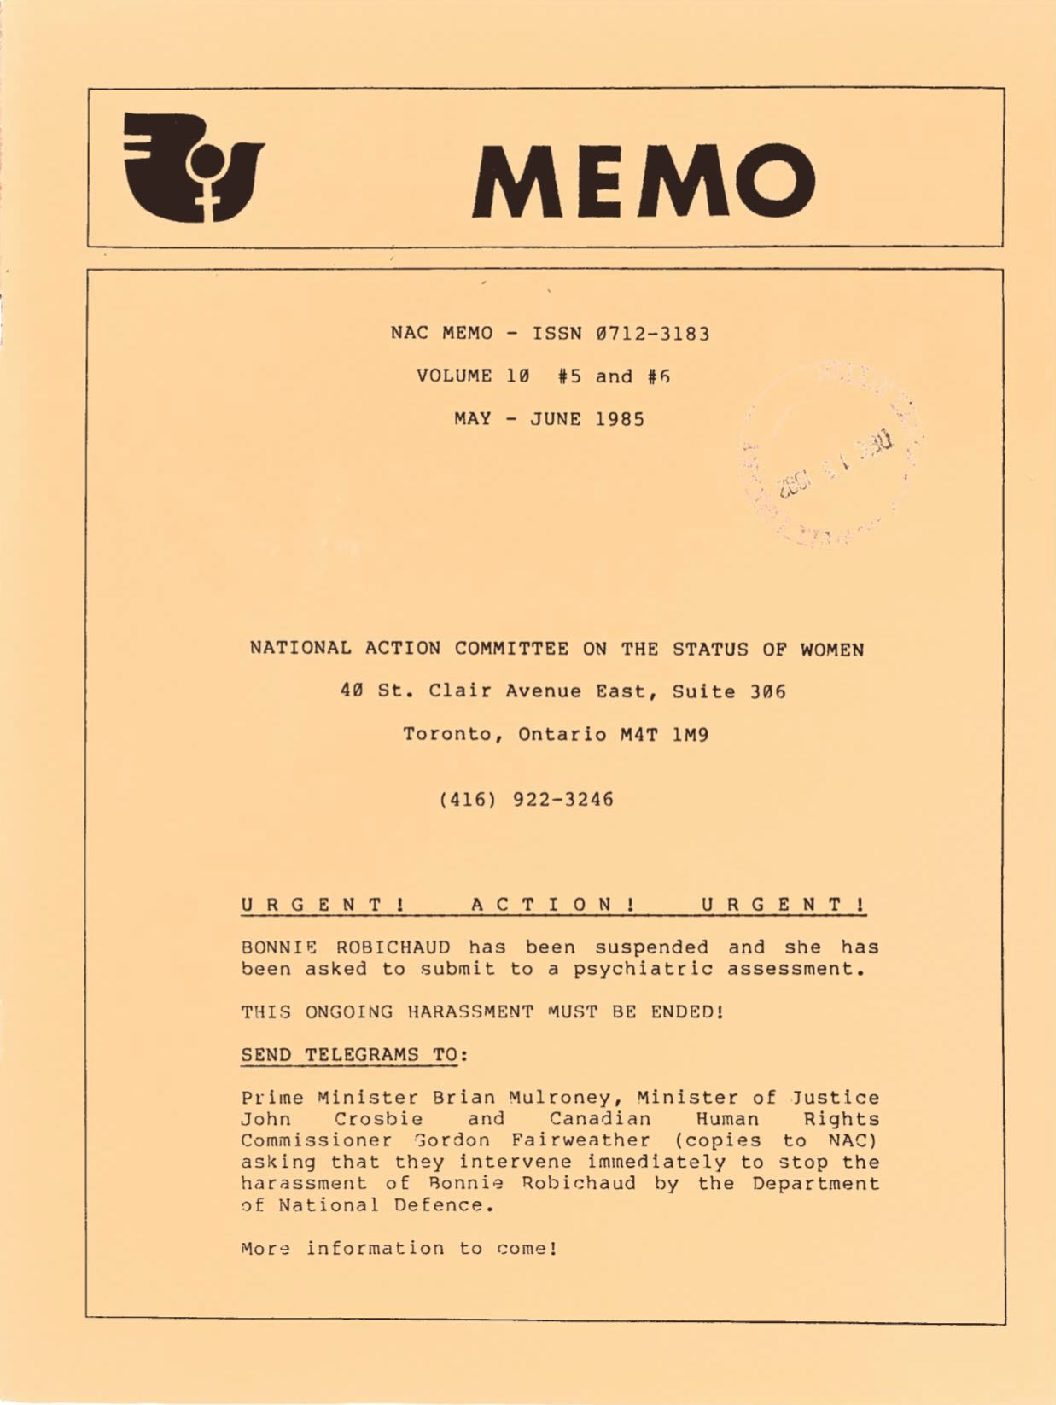 MEMO
NAC MEMO - ISSN 0712-3183
VOLUME 10 #5 and #6
MAY - JUNE 1985
NATIONAL ACTION COMMITTEE ON THE STATUS OF WOMEN
40 St. Clair Avenue East, Suite 306
Toronto, Ontario M4T 1M9
(416) 922-3246
URGENT! ACTION! URGENT!
BONNIE ROBICHAUD has been suspended and she has
been asked to submit to a psychiatric assessment.
THIS ONGOING HARASSMENT MUST BE ENDED!
SEND TELEGRAMS TO:
Prime Minister Brian Mulroney, Minister of Justice
John Crosbie and Canadian Human Rights
Commissioner Gordon Fairweather (copies to NAC)
asking that they intervene immediately to stop the
harassment of Bonnie Robichaud by the Department
of National Defence.
More information to come!